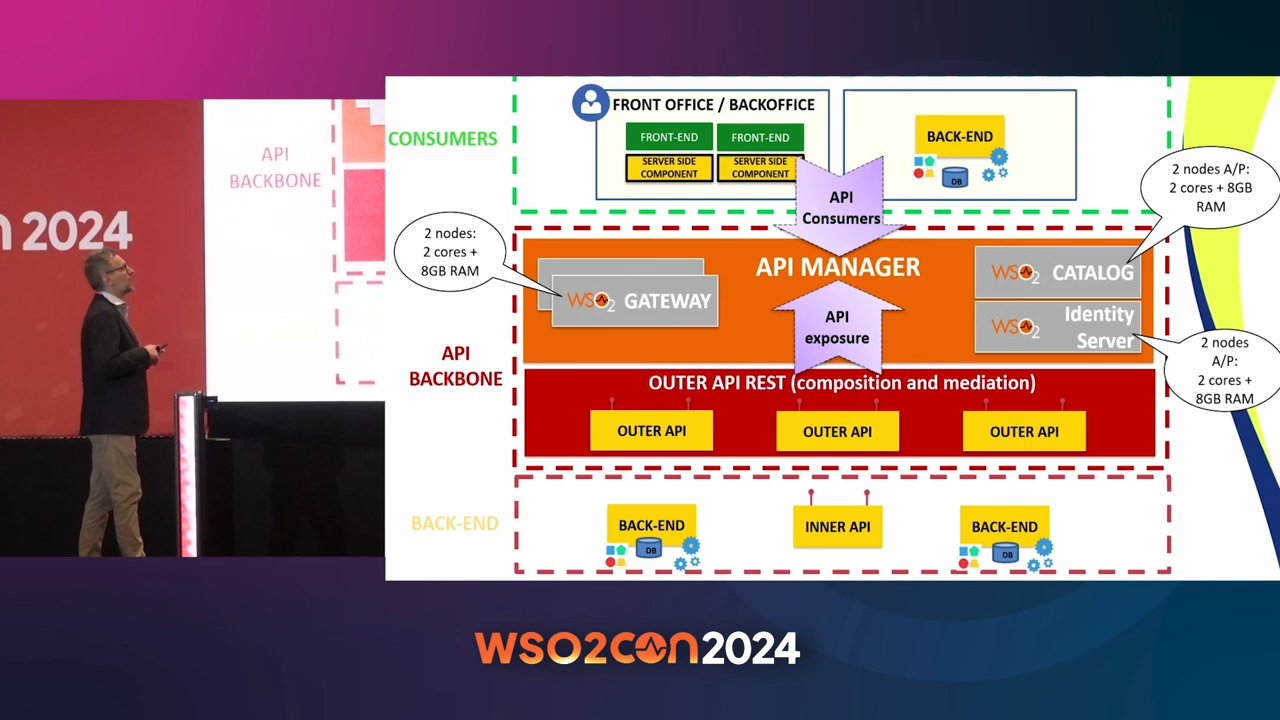 API
BACKBONE
n 2024
CONSUMERS
FRONT OFFICE / BACKOFFICE
FRONT-END
FRONT-END
SERVER SIDE
COMPONENT
SERVER SIDE
COMPONENT
BACK-END
DB
API
Consumers
2 nodes A/P:
2 cores + 8GB
RAM
2 nodes:
2 cores +
8GB RAM
API MANAGER
WSO2 GATEWAY
WSO2 CATALOG
WSO2 Identity
Server
API
exposure
2 nodes
A/P:
2 cores +
8GB RAM
API
BACKBONE
OUTER API REST (composition and mediation)
OUTER API
OUTER API
OUTER API
BACK-END
BACK-END
DB
INNER API
BACK-END
DB
WSO2CON2024